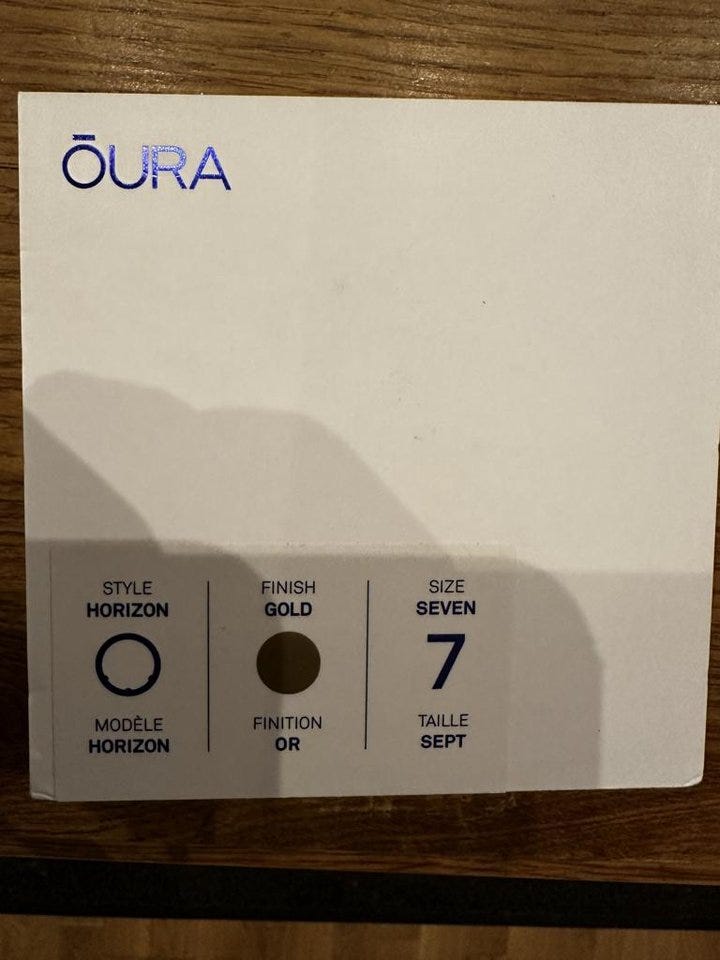 ŌURA
STYLE
HORIZON
MODÈLE
HORIZON
FINISH
GOLD
FINITION
OR
SIZE
SEVEN
7
TAILLE
SEPT